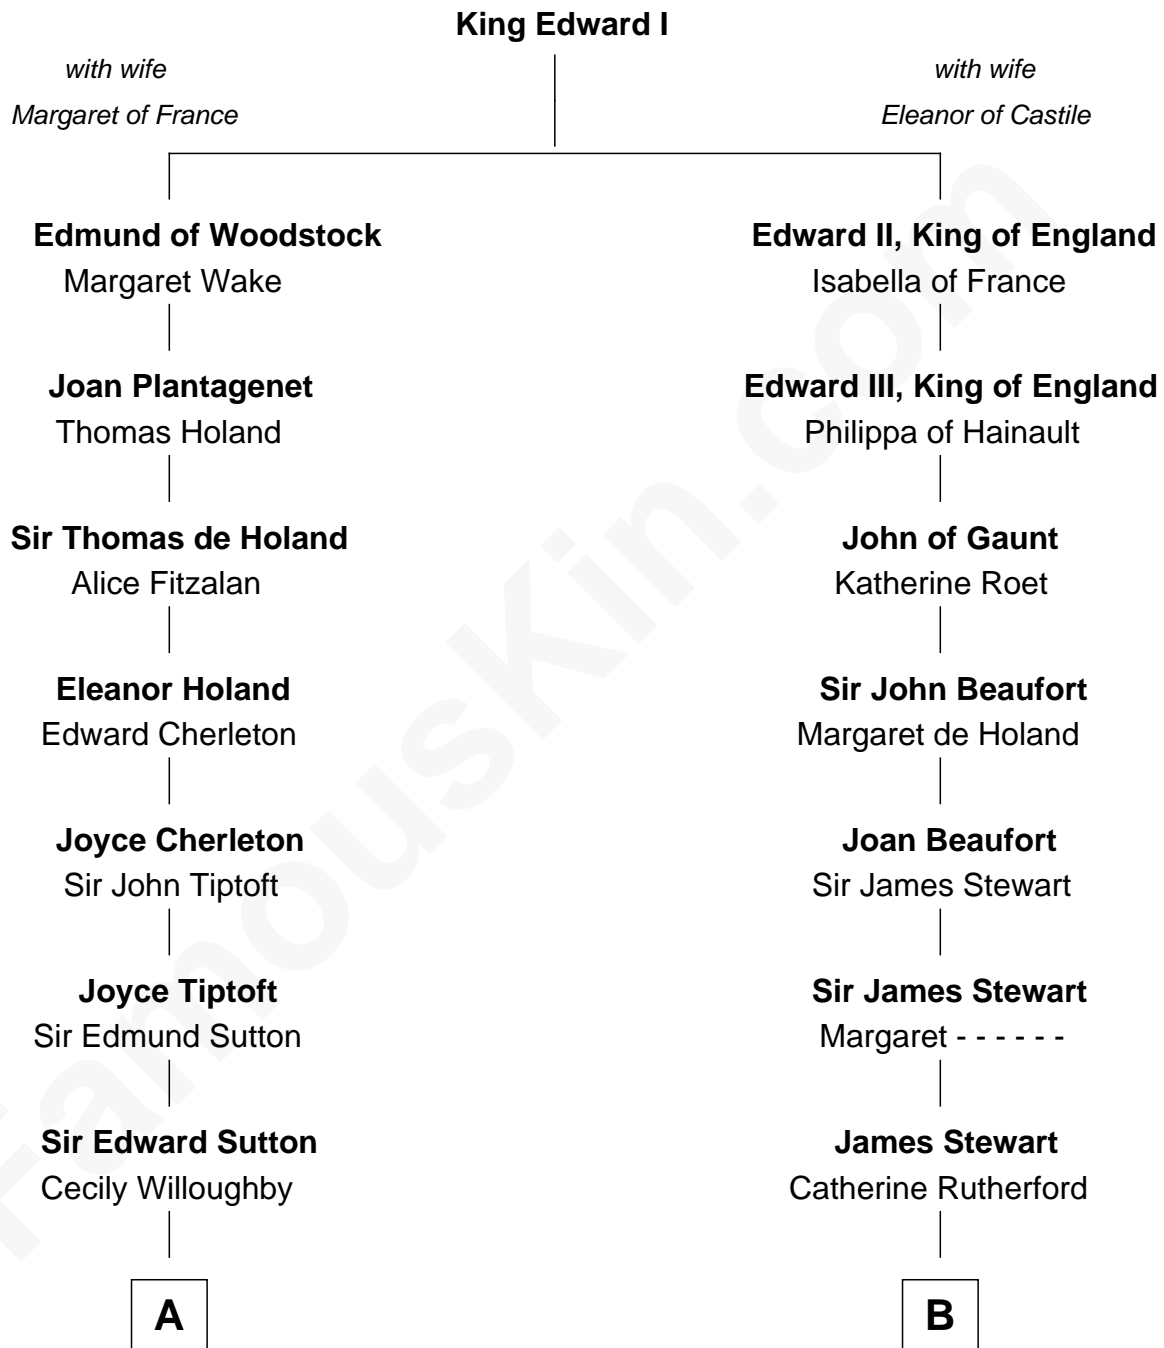 King Edward I
with wife
Margaret of France
with wife
Eleanor of Castile
Edmund of Woodstock
Margaret Wake
Edward II, King of England
Isabella of France
Joan Plantagenet
Thomas Holand
Edward III, King of England
Philippa of Hainault
Sir Thomas de Holand
Alice Fitzalan
John of Gaunt
Katherine Roet
Eleanor Holand
Edward Cherleton
Sir John Beaufort
Margaret de Holand
Joyce Cherleton
Sir John Tiptoft
Joan Beaufort
Sir James Stewart
Joyce Tiptoft
Sir Edmund Sutton
Sir James Stewart
Margaret - - - - - -
Sir Edward Sutton
Cecily Willoughby
James Stewart
Catherine Rutherford
A
B
FamousKin.com